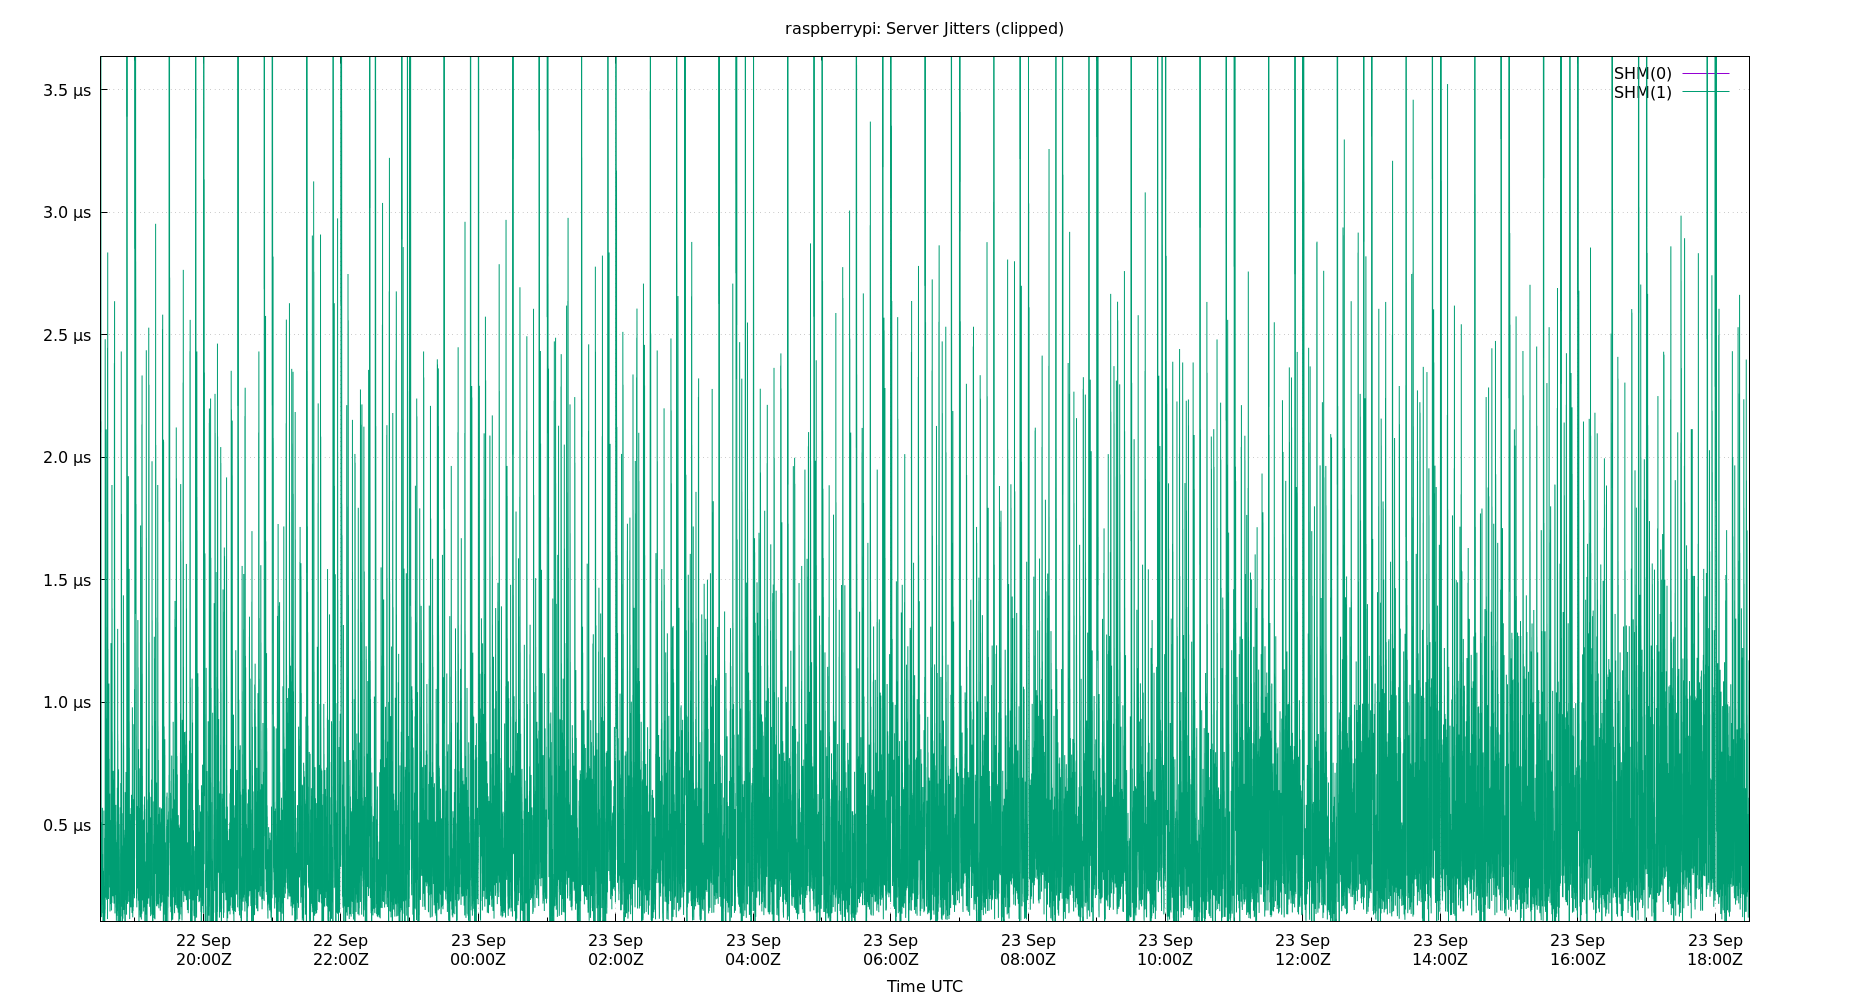 raspberrypi: Server Jitters (clipped)
SHM(0)
SHM(1)
3.5 µs
3.0 µs
2.5 µs
2.0 µs
1.5 µs
1.0 µs
0.5 µs
22 Sep 22 Sep 23 Sep 23 Sep 23 Sep 23 Sep 23 Sep 23 Sep 23 Sep 23 Sep 23 Sep 23 Sep
20:00Z 22:00Z 00:00Z 02:00Z 04:00Z 06:00Z 08:00Z 10:00Z 12:00Z 14:00Z 16:00Z 18:00Z
Time UTC